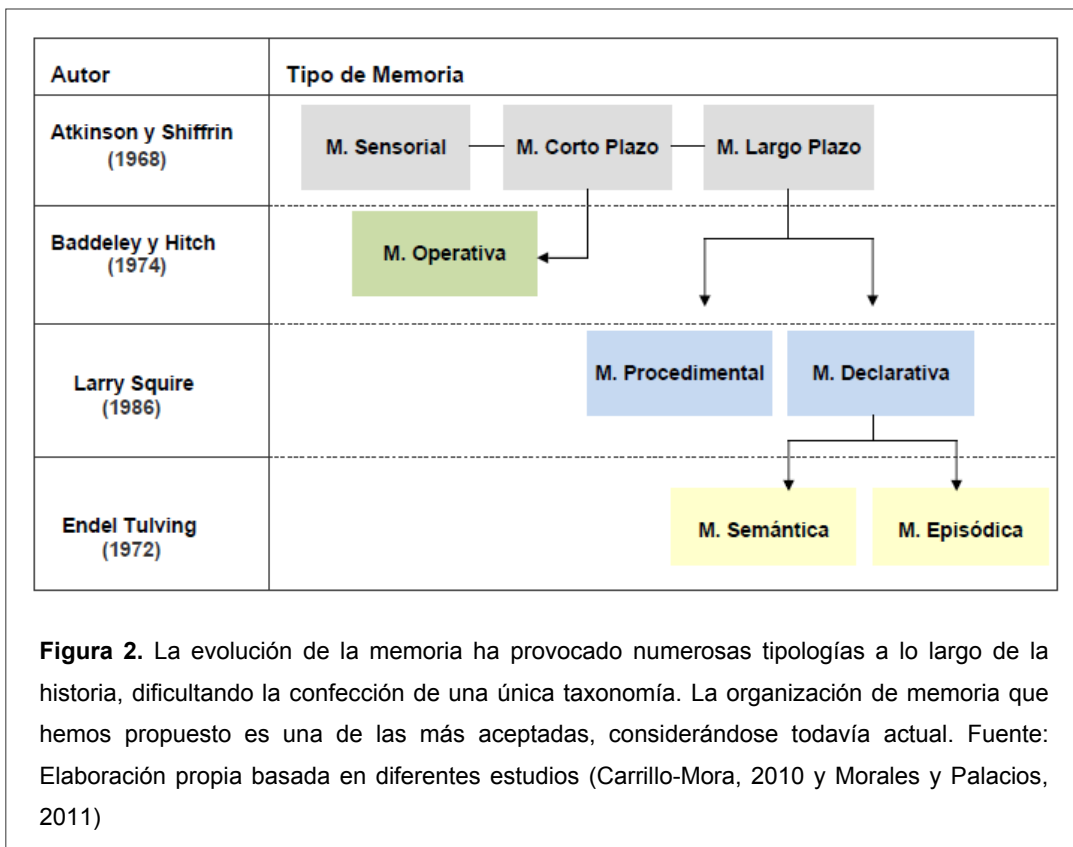 Autor
Tipo de Memoria
Atkinson y Shiffrin
(1968)
M. Sensorial
M. Corto Plazo
M. Largo Plazo
Baddeley y Hitch
(1974)
M. Operativa
Larry Squire
(1986)
M. Procedimental
M. Declarativa
Endel Tulving
(1972)
M. Semántica
M. Episódica
Figura 2. La evolución de la memoria ha provocado numerosas tipologías a lo largo de la
historia, dificultando la confección de una única taxonomía. La organización de memoria que
hemos propuesto es una de las más aceptadas, considerándose todavía actual. Fuente:
Elaboración propia basada en diferentes estudios (Carrillo-Mora, 2010 y Morales y Palacios,
2011)